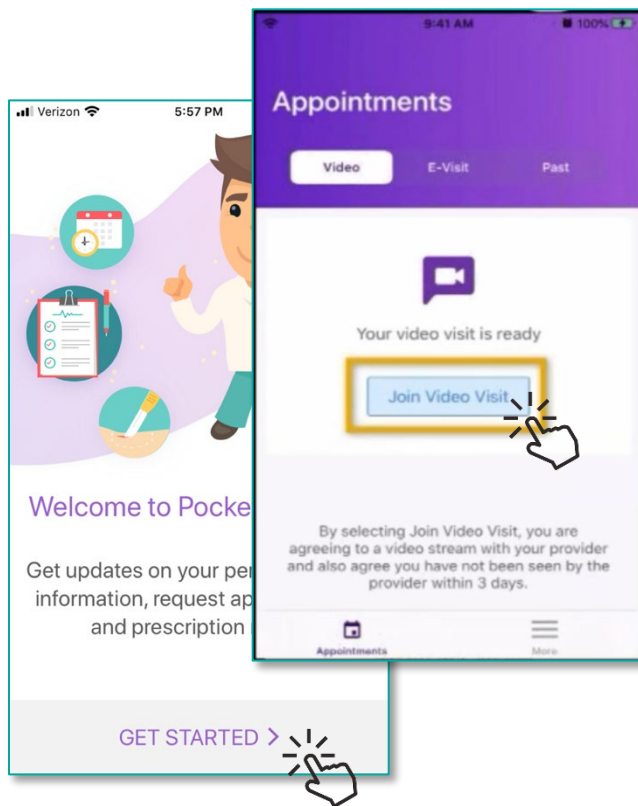 Verizon
5:57 PM
Welcome to Pocke
Get updates on your per
information, request ap
and prescription
GET STARTED >
9:41 AM
100%
Appointments
Video
E-Visit
Past
Your video visit is ready
Join Video Visit
By selecting Join Video Visit, you are
agreeing to a video stream with your provider
and also agree you have not been seen by the
provider within 3 days.
Appointments
More